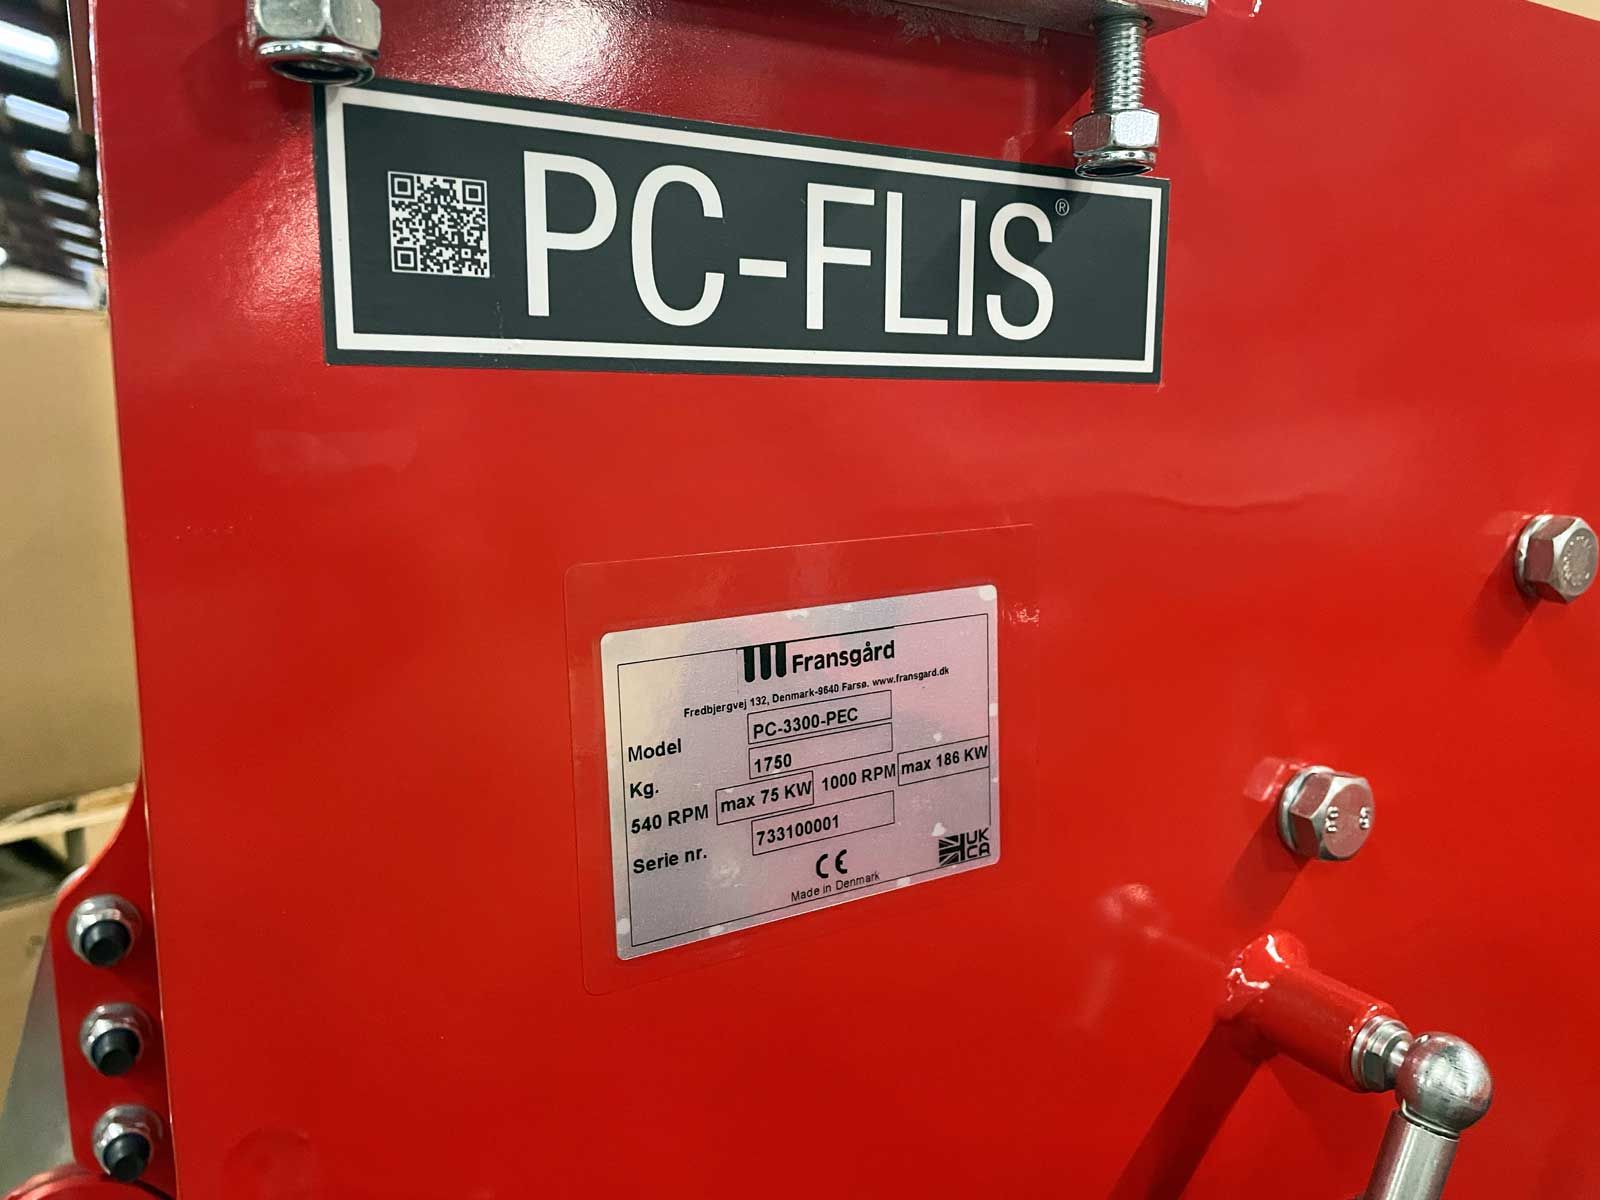 PC-FLIS®
Fransgård
Fredbjergvej 132, Denmark-9640 Farsø. www.fransgard.dk
Model PC-3300-PEC
Kg. 1750
540 RPM max 75 KW 1000 RPM max 186 KW
Serie nr. 733100001
CE UK CA
Made in Denmark